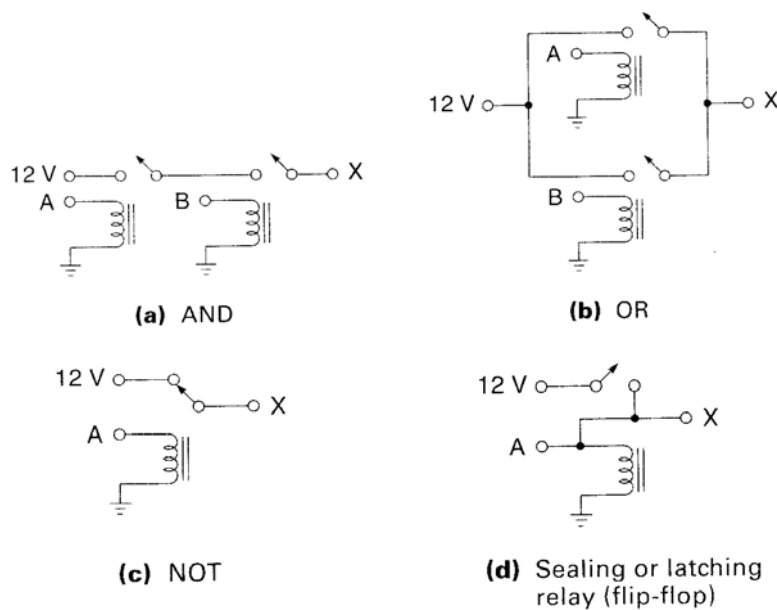 A
12 V
X
B
(b) OR
12 V
X
A
B
(a) AND
12 V
X
A
(c) NOT
12 V
X
A
(d) Sealing or latching
relay (flip-flop)